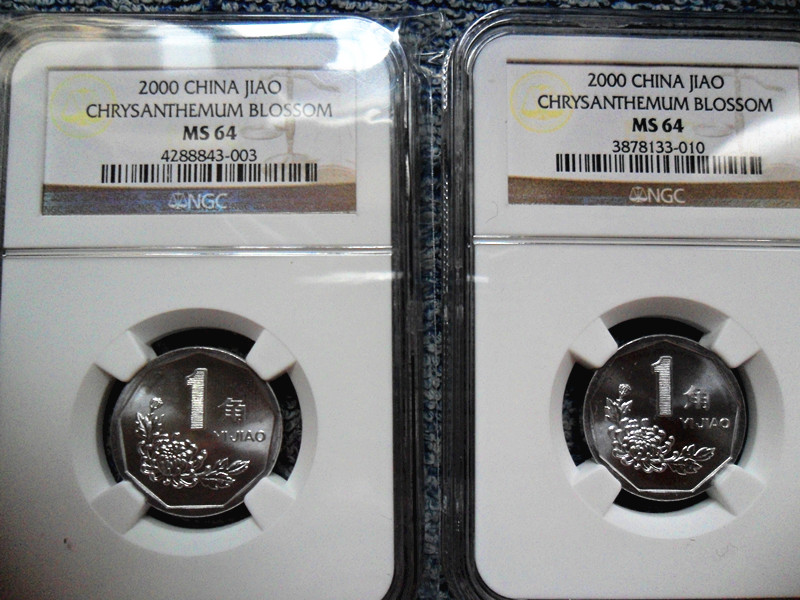 2000 CHINA JIAO
CHRYSANTHEMUM BLOSSOM
MS 64
4288843-003
NGC
1角
YI JIAO
2000 CHINA JIAO
CHRYSANTHEMUM BLOSSOM
MS 64
3878133-010
NGC
1角
YI JIAO